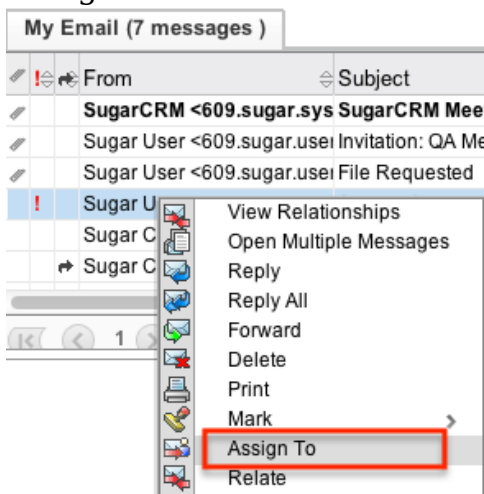 My Email (7 messages )
! From Subject
SugarCRM <609.sugar.sys SugarCRM Mee
Sugar User <609.sugar.user Invitation: QA Me
Sugar User <609.sugar.user File Requested
! Sugar U
Sugar C
Sugar C
View Relationships
Open Multiple Messages
Reply
Reply All
Forward
Delete
Print
Mark
Assign To
Relate
1